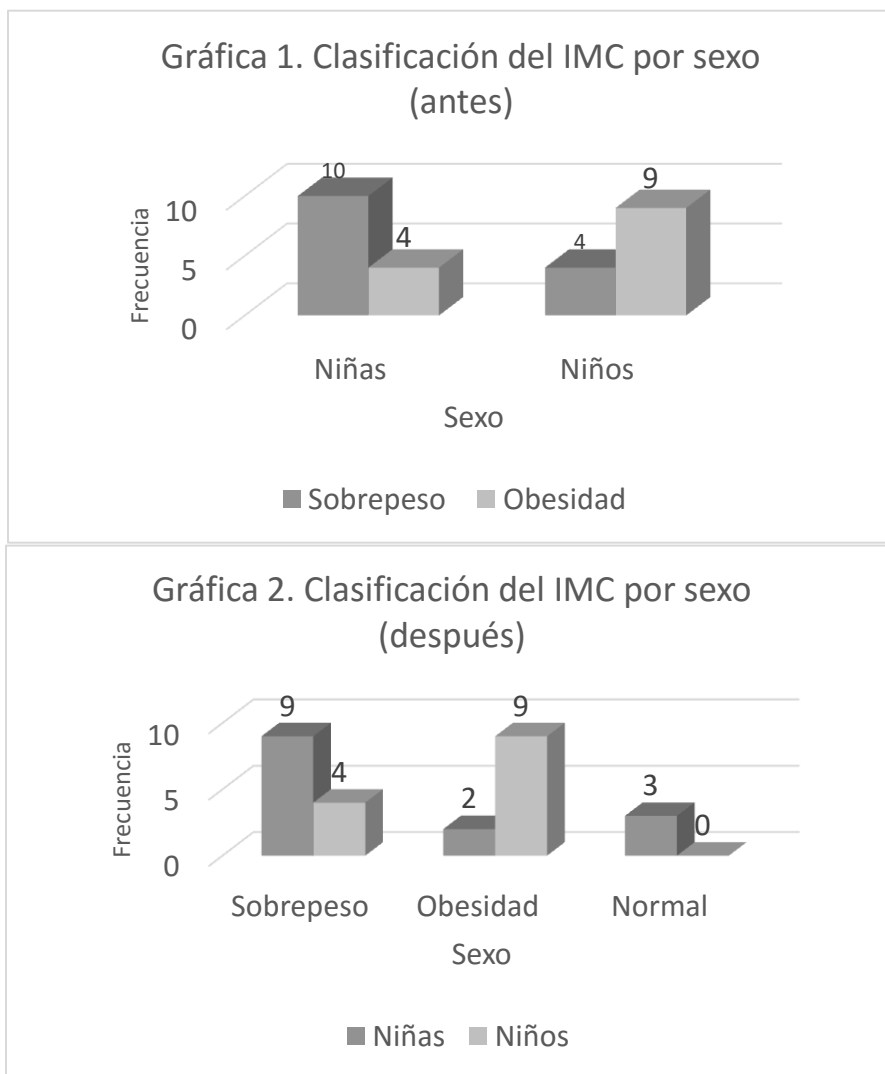 Gráfica 1. Clasificación del IMC por sexo
(antes)
10
9
4
4
10
5
0
Frecuencia
Niñas
Niños
Sexo
Sobrepeso
Obesidad
Gráfica 2. Clasificación del IMC por sexo
(después)
9
4
2
9
3
0
10
5
0
Frecuencia
Sobrepeso
Obesidad
Normal
Sexo
Niñas
Niños